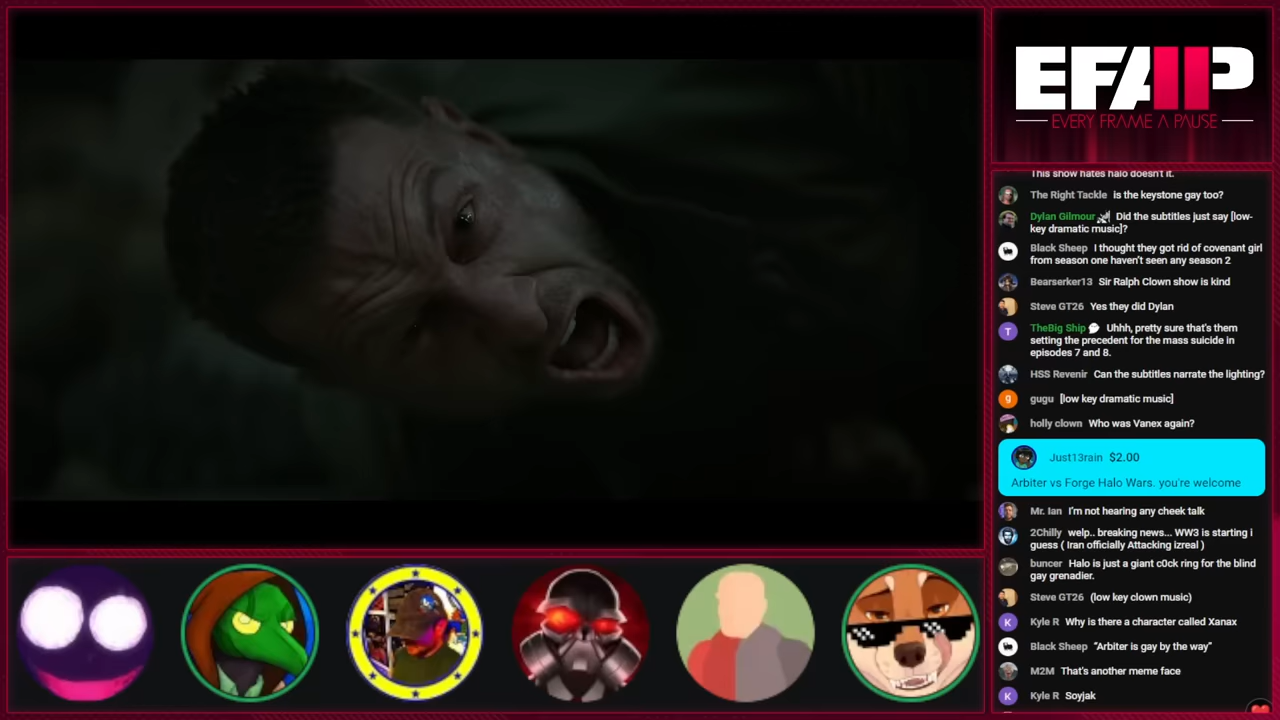 EFAP
EVERY FRAME A PAUSE
This show hates halo doesn't it.
The Right Tackle is the keystone gay too?
Dylan Gilmour Did the subtitles just say [low-
key dramatic music]?
Black Sheep I thought they got rid of covenant girl
from season one haven't seen any season 2
Bearserker13 Sir Ralph Clown show is kind
Steve GT26 Yes they did Dylan
T TheBig Ship Uhhh, pretty sure that's them
setting the precedent for the mass suicide in
episodes 7 and 8.
HSS Revenir Can the subtitles narrate the lighting?
g gugu [low key dramatic music]
holly clown Who was Vanex again?
Just13rain $2.00
Arbiter vs Forge Halo Wars. you're welcome
Mr. Ian I'm not hearing any cheek talk
2Chilly welp.. breaking news... WW3 is starting i
guess ( Iran officially Attacking izreal )
buncer Halo is just a giant c0ck ring for the blind
gay grenadier.
Steve GT26 (low key clown music)
K Kyle R Why is there a character called Xanax
Black Sheep “Arbiter is gay by the way”
M2M That's another meme face
K Kyle R Soyjak